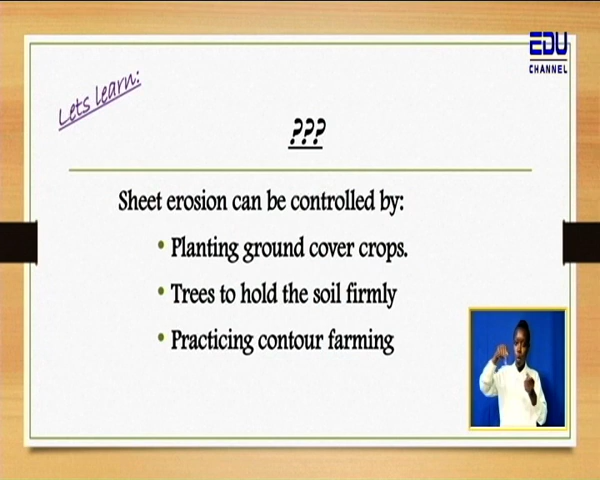 EDU
CHANNEL
Lets learn:
???
Sheet erosion can be controlled by:
• Planting ground cover crops.
• Trees to hold the soil firmly
• Practicing contour farming